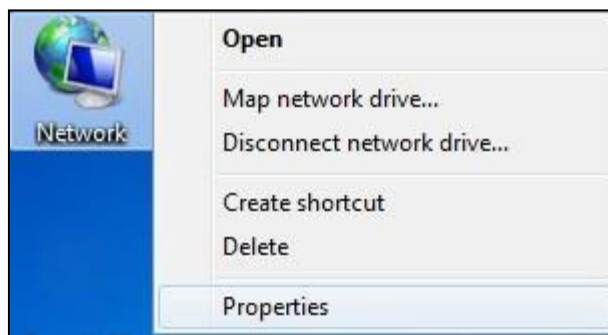 Network
Open
Map network drive...
Disconnect network drive...
Create shortcut
Delete
Properties